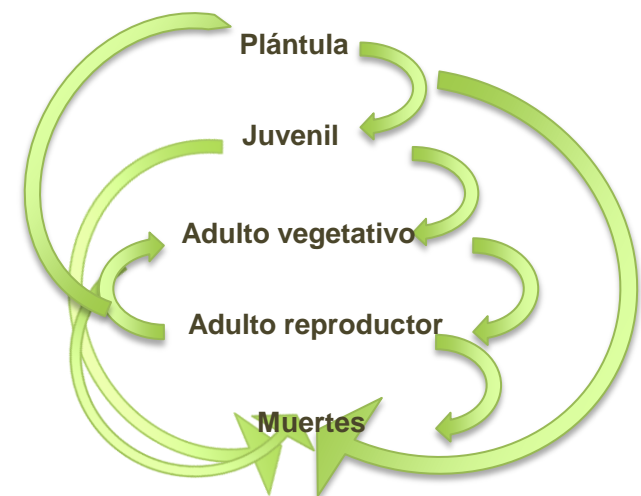 Plántula
Juvenil
Adulto vegetativo
Adulto reproductor
Muertes